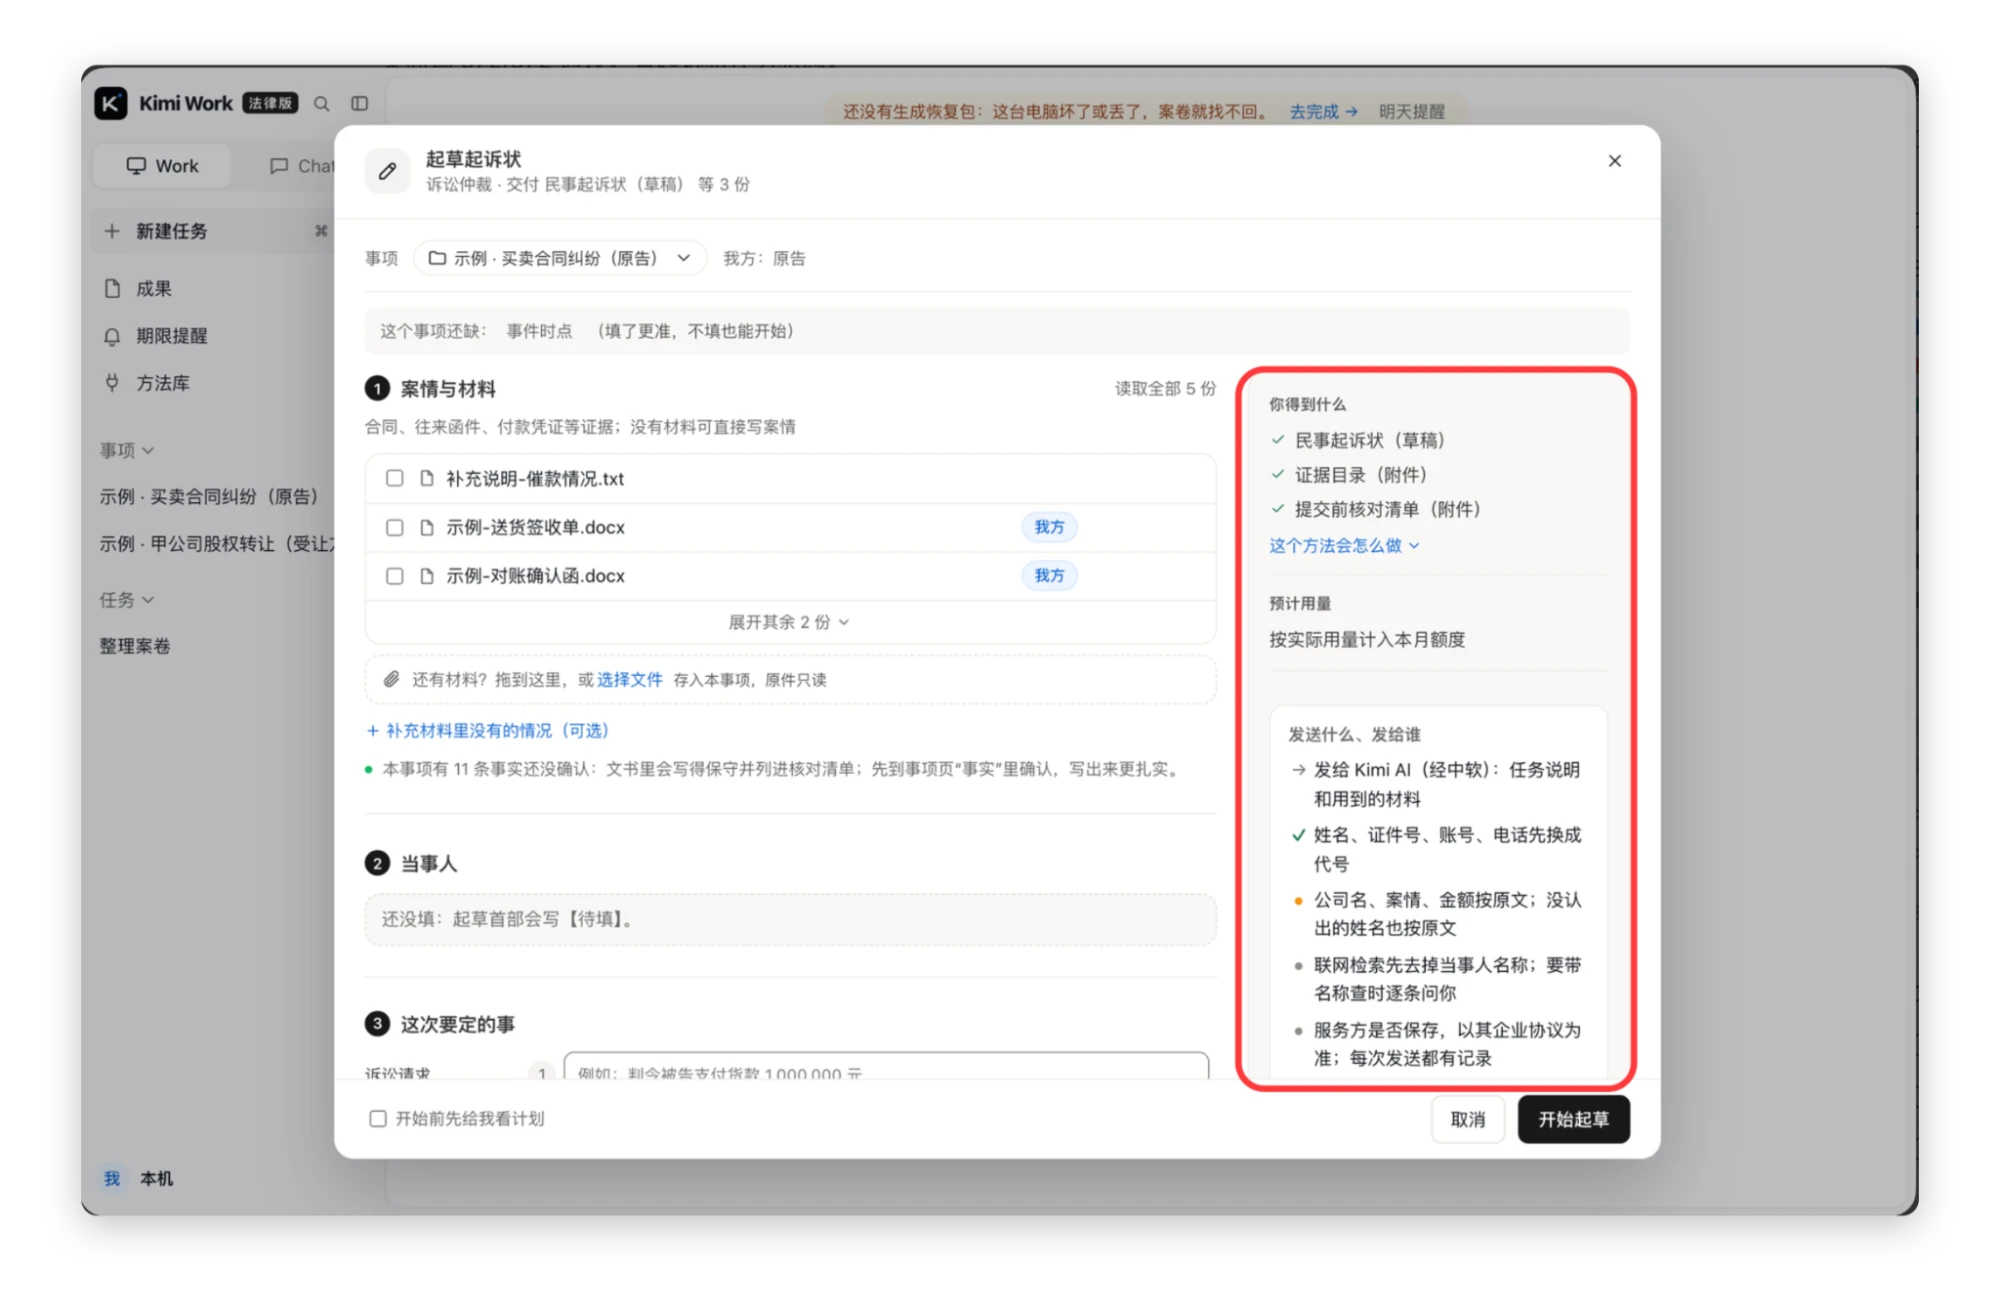 Kimi Work 法律版
还没有生成恢复包：这台电脑坏了或丢了，案卷就找不回。 去完成 → 明天提醒
Work
Chat
+ 新建任务 ⌘
成果
期限提醒
方法库
事项
示例 · 买卖合同纠纷（原告）
示例 · 甲公司股权转让（受让
任务
整理案卷
我 本机
起草起诉状
诉讼仲裁 · 交付 民事起诉状（草稿） 等 3 份
事项 示例 · 买卖合同纠纷（原告） 我方：原告
这个事项还缺： 事件时点 （填了更准，不填也能开始）
1 案情与材料 读取全部 5 份
合同、往来函件、付款凭证等证据；没有材料可直接写案情
补充说明-催款情况.txt
示例-送货签收单.docx 我方
示例-对账确认函.docx 我方
展开其余 2 份
还有材料？拖到这里，或选择文件 存入本事项，原件只读
+ 补充材料里没有的情况（可选）
本事项有 11 条事实还没确认：文书里会写得保守并列进核对清单；先到事项页“事实”里确认，写出来更扎实。
2 当事人
还没填：起草首部会写【待填】。
3 这次要定的事
诉讼请求 1 例如：判令被告支付货款 1,000,000 元
你得到什么
民事起诉状（草稿）
证据目录（附件）
提交前核对清单（附件）
这个方法会怎么做
预计用量
按实际用量计入本月额度
发送什么、发给谁
→ 发给 Kimi AI（经中软）：任务说明
和用到的材料
姓名、证件号、账号、电话先换成
代号
公司名、案情、金额按原文；没认
出的姓名也按原文
联网检索先去掉当事人名称；要带
名称查时逐条问你
服务方是否保存，以其企业协议为
准；每次发送都有记录
开始前先给我看计划
取消
开始起草